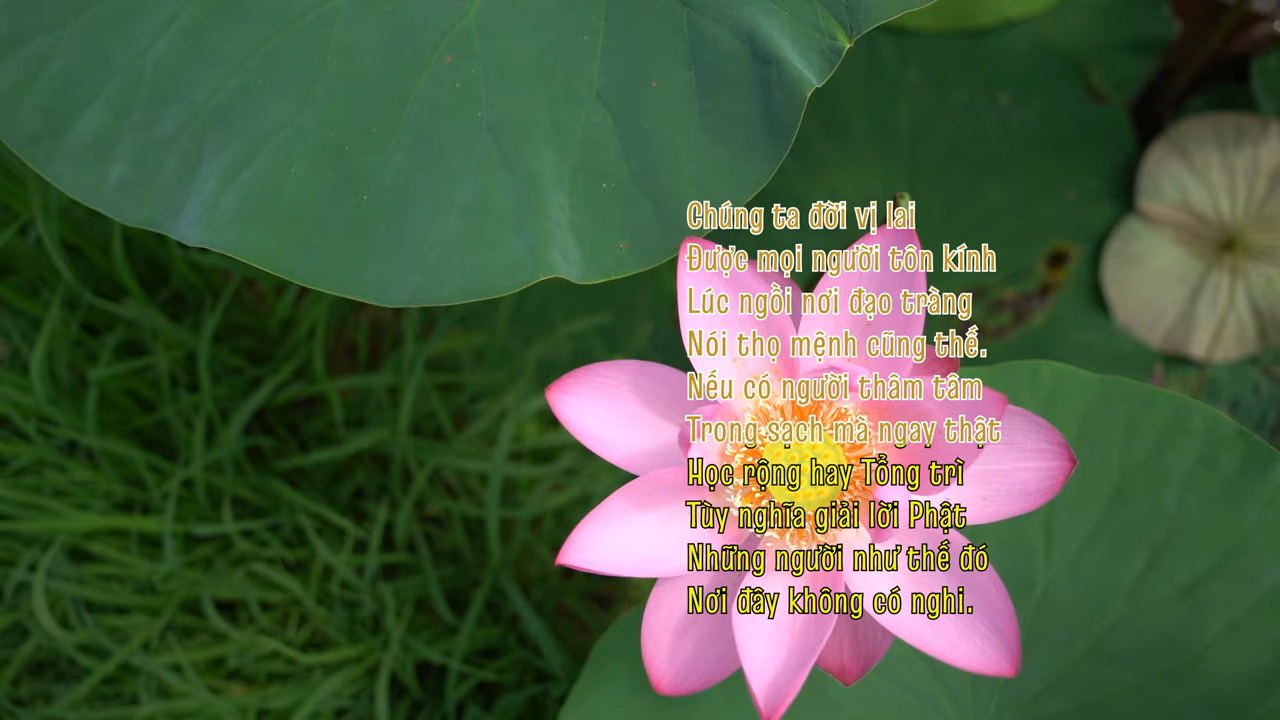 Chúng ta đời vị lai
Được mọi người tôn kính
Lúc ngồi nơi đạo tràng
Nói thọ mệnh cũng thế.
Nếu có người thâm tâm
Trong sạch mà ngay thật
Học rộng hay Tổng trì
Tùy nghĩa giải lời Phật
Những người như thế đó
Nơi đây không có nghi.